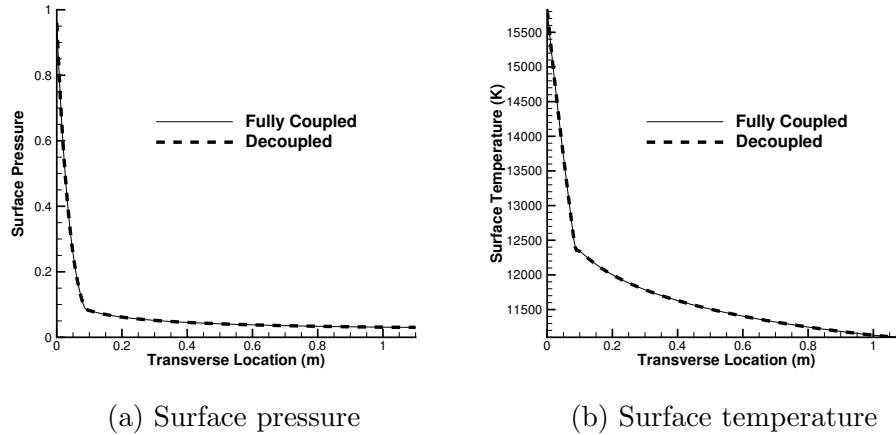 1
0.8
0.6
0.4
0.2
0
Surface Pressure
Fully Coupled
Decoupled
0 0.2 0.4 0.6 0.8 1
Transverse Location (m)
(a) Surface pressure
15500
15000
14500
14000
13500
13000
12500
12000
11500
Surface Temperature (K)
Fully Coupled
Decoupled
0 0.2 0.4 0.6 0.8 1
Transverse Location (m)
(b) Surface temperature